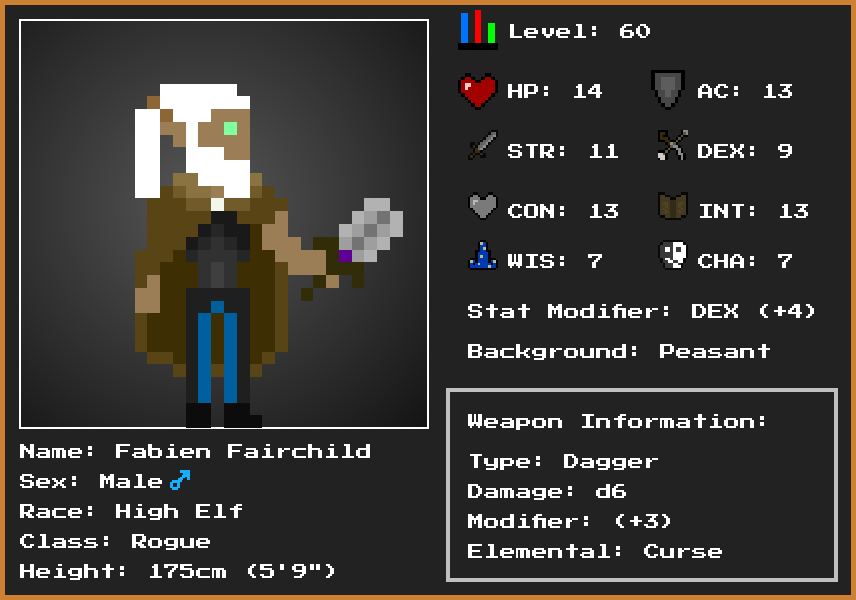 Level: 60
HP: 14
AC: 13
STR: 11
DEX: 9
CON: 13
INT: 13
WIS: 7
CHA: 7
Stat Modifier: DEX (+4)
Background: Peasant
Name: Fabien Fairchild
Sex: Male♂
Race: High Elf
Class: Rogue
Height: 175cm (5'9")
Weapon Information:
Type: Dagger
Damage: d6
Modifier: (+3)
Elemental: Curse